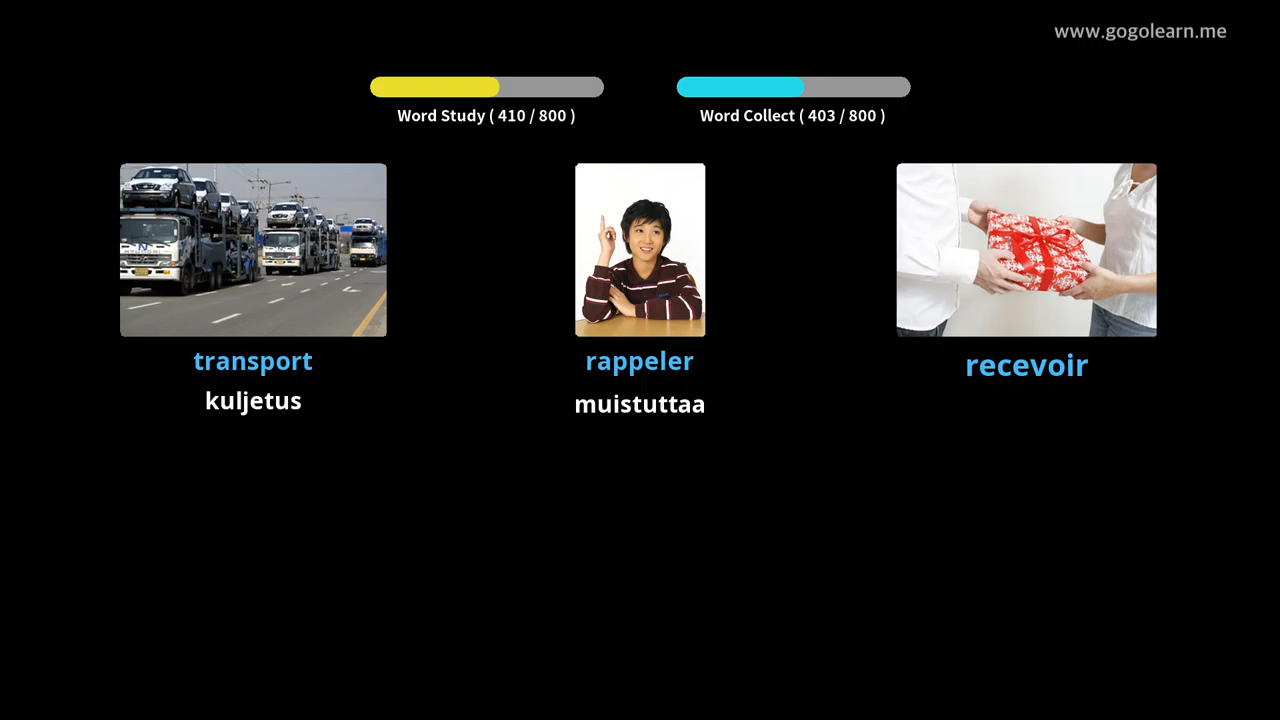 www.gogolearn.me
Word Study ( 410 / 800 )
Word Collect ( 403 / 800 )
transport
rappeler
recevoir
kuljetus
muistuttaa